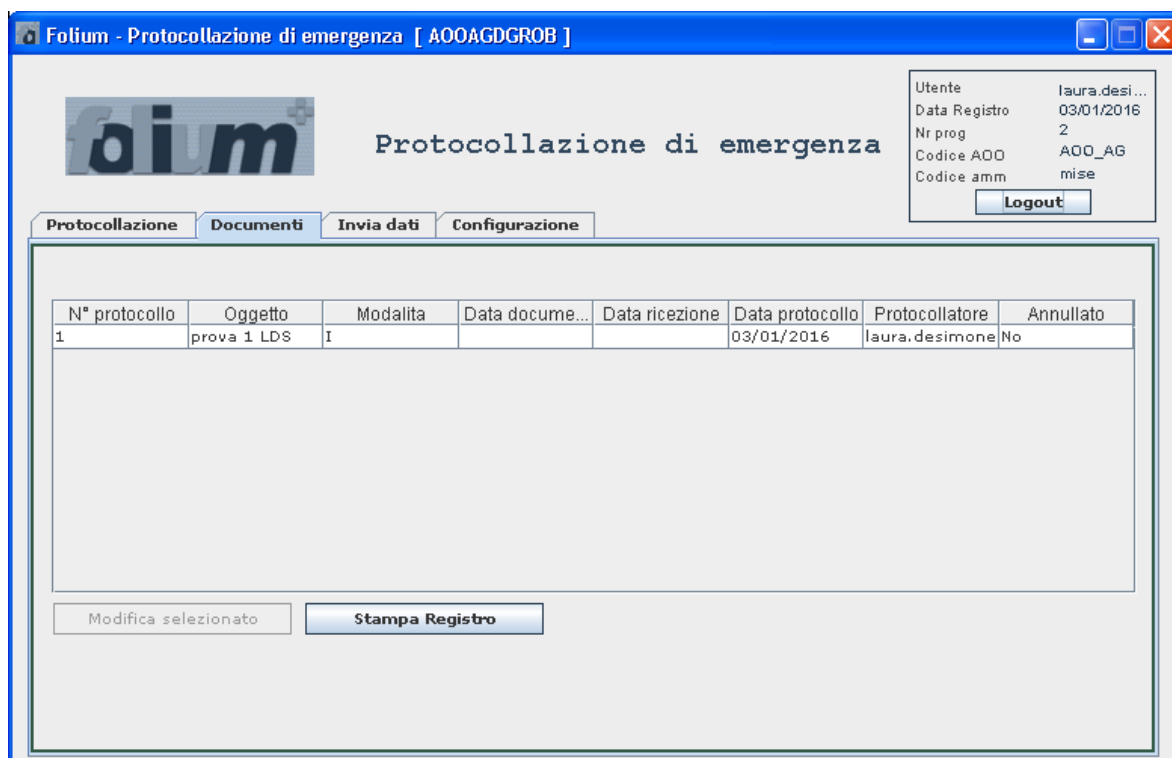 Folium - Protocollazione di emergenza [ AOOAGDGROB ]
folium+
Protocollazione di emergenza
Utente laura.desi...
Data Registro 03/01/2016
Nr prog 2
Codice AOO AOO_AG
Codice amm mise
Logout
Protocollazione Documenti Invia dati Configurazione
N° protocollo Oggetto Modalita Data docume... Data ricezione Data protocollo Protocollatore Annullato
1 prova 1 LDS I 03/01/2016 laura.desimone No
Modifica selezionato Stampa Registro